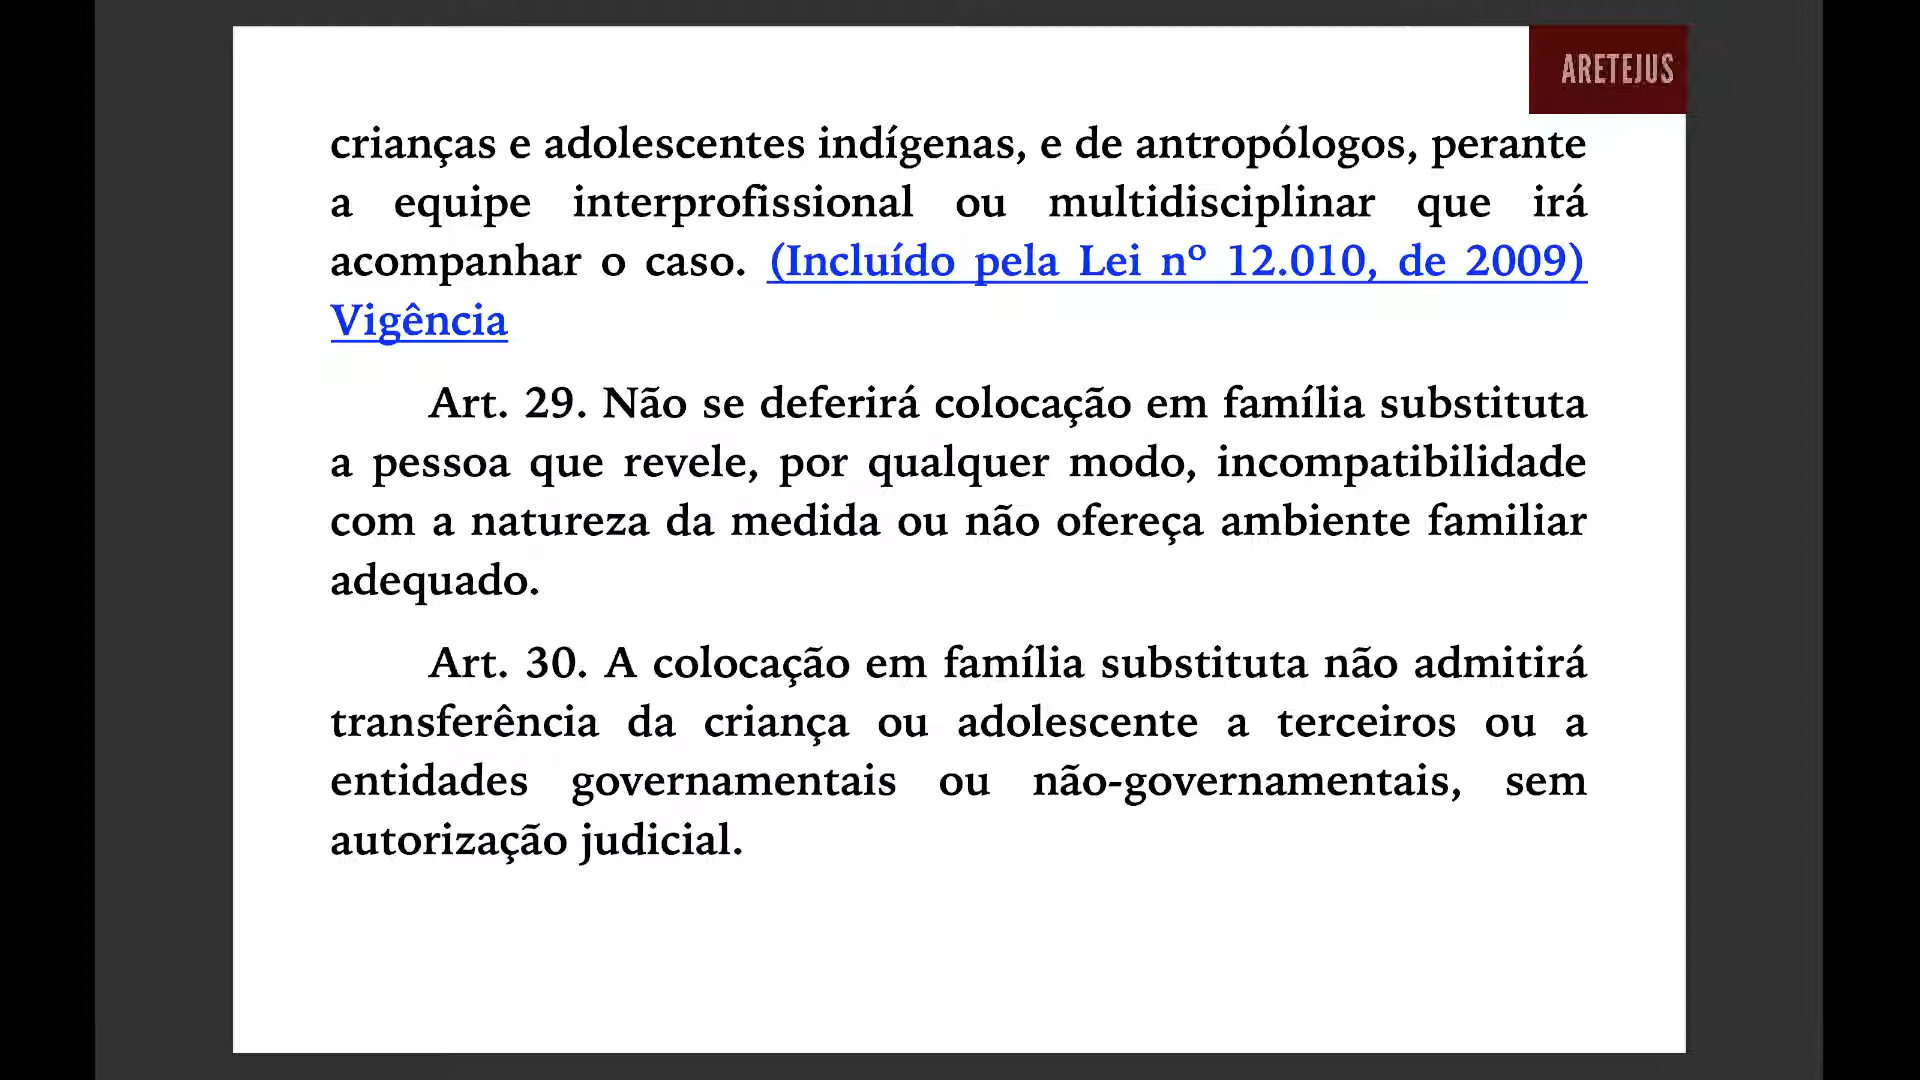 ARETEJUS
crianças e adolescentes indígenas, e de antropólogos, perante
a equipe interprofissional ou multidisciplinar que irá
acompanhar o caso. (Incluído pela Lei nº 12.010, de 2009)
Vigência
Art. 29. Não se deferirá colocação em família substituta
a pessoa que revele, por qualquer modo, incompatibilidade
com a natureza da medida ou não ofereça ambiente familiar
adequado.
Art. 30. A colocação em família substituta não admitirá
transferência da criança ou adolescente a terceiros ou a
entidades governamentais ou não-governamentais, sem
autorização judicial.